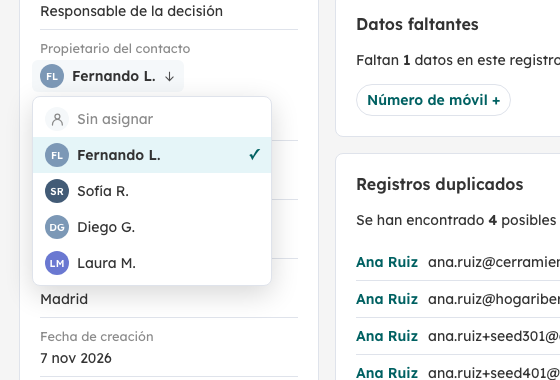 Responsable de la decisión
Propietario del contacto
FL Fernando L. ↓
Sin asignar
FL Fernando L. ✓
SR Sofía R.
DG Diego G.
LM Laura M.
Madrid
Fecha de creación
7 nov 2026
Datos faltantes
Faltan 1 datos en este registro
Número de móvil +
Registros duplicados
Se han encontrado 4 posibles
Ana Ruiz ana.ruiz@cerramien
Ana Ruiz ana.ruiz@hogariber
Ana Ruiz ana.ruiz+seed301@
Ana Ruiz ana.ruiz+seed401@